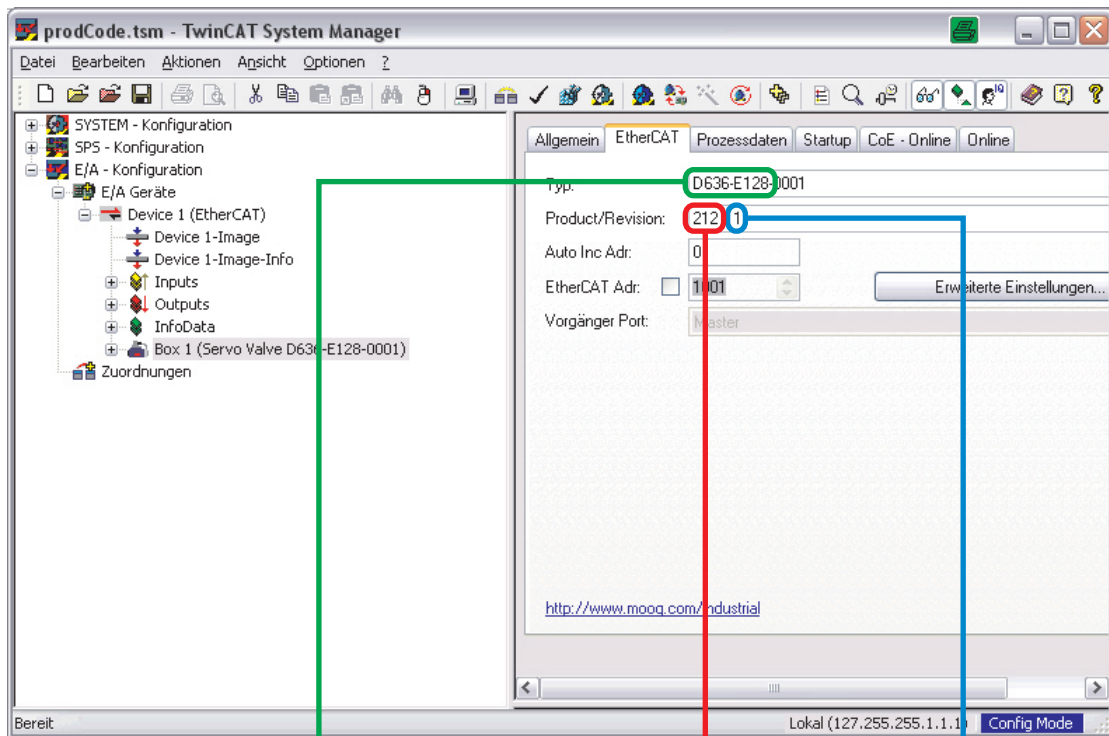 prodCode.tsm - TwinCAT System Manager
Datei Bearbeiten Aktionen Ansicht Optionen ?
SYSTEM - Konfiguration
SPS - Konfiguration
E/A - Konfiguration
E/A Geräte
Device 1 (EtherCAT)
Device 1-Image
Device 1-Image-Info
Inputs
Outputs
InfoData
Box 1 (Servo Valve D636-E128-0001)
Zuordnungen
Allgemein EtherCAT Prozessdaten Startup CoE - Online Online
Typ: D636-E128-0001
Product/Revision: 212 1
Auto Inc Adr: 0
EtherCAT Adr: 1001 Erweiterte Einstellungen...
Vorgänger Port: Master
http://www.moog.com/industrial
Bereit Lokal (127.255.255.1.1.1) Config Mode